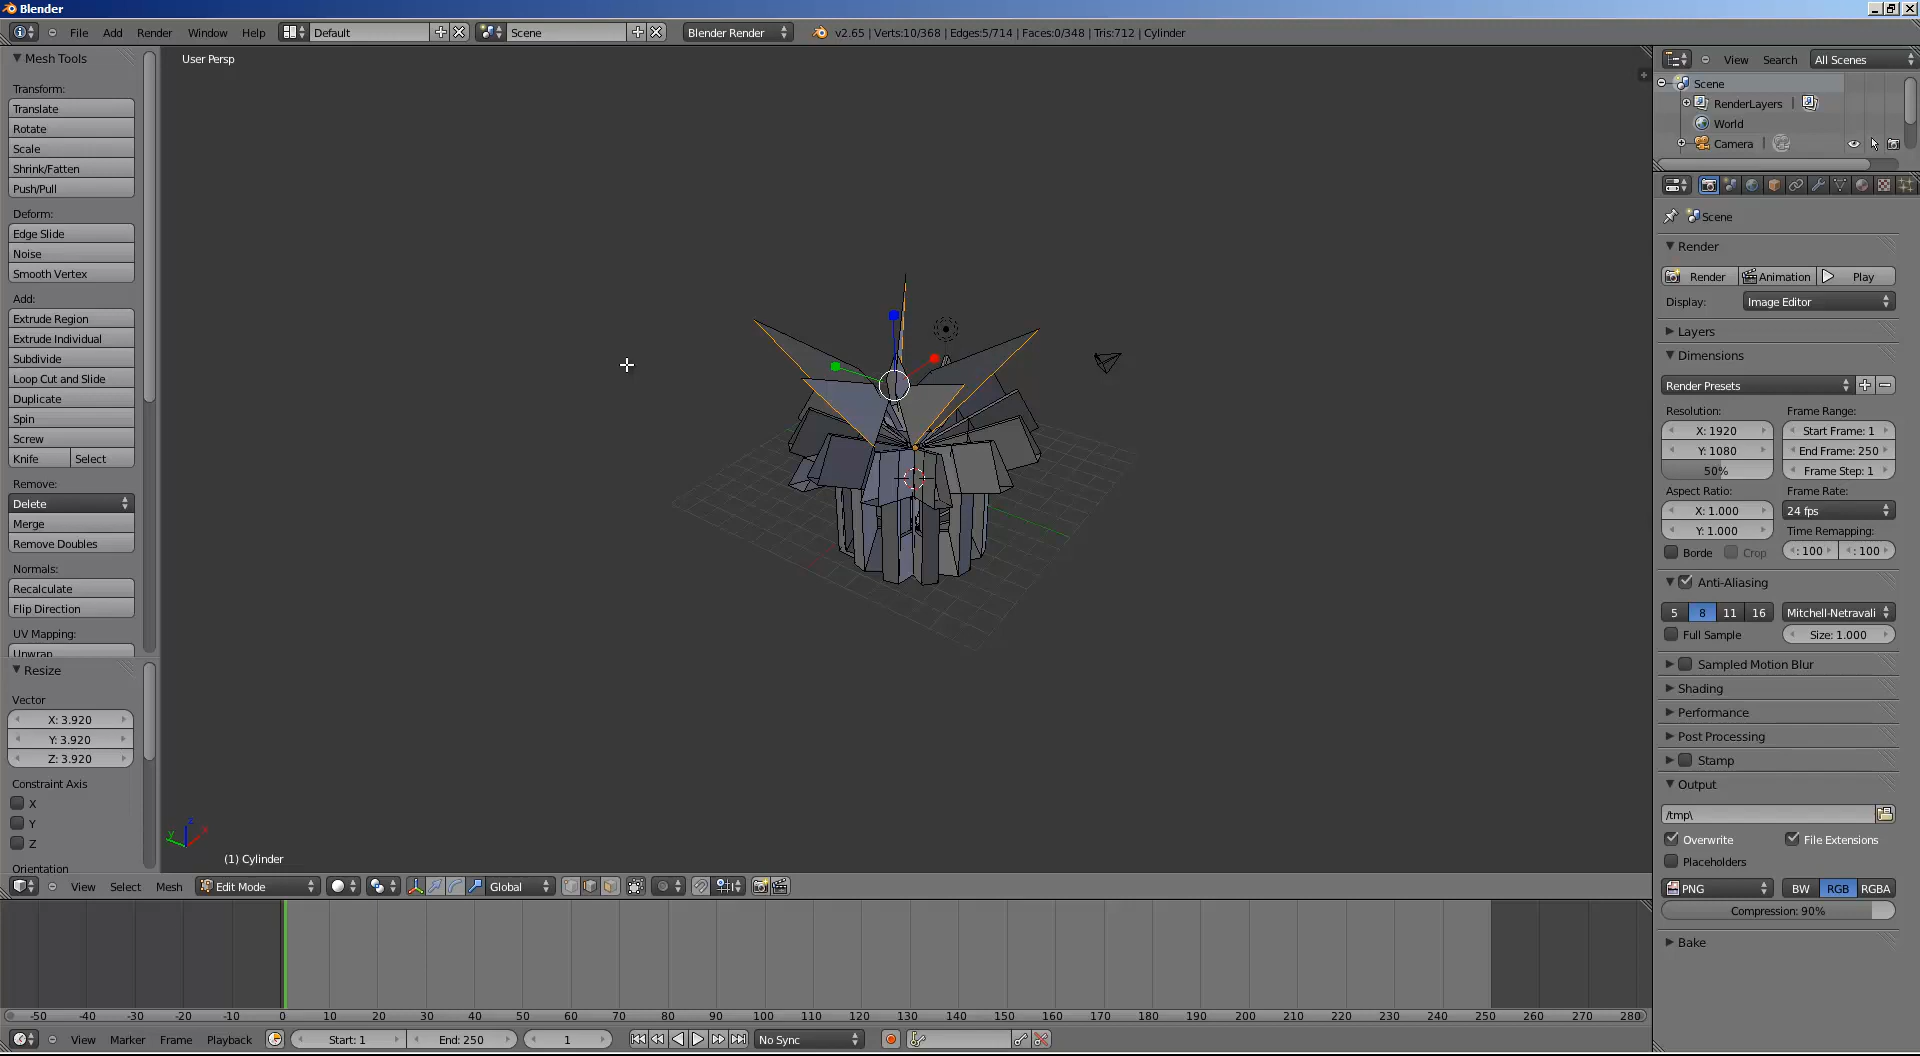 Blender
File Add Render Window Help Default Scene Blender Render v2.65 | Verts:10/368 | Edges:5/714 | Faces:0/348 | Tris:712 | Cylinder
Mesh Tools
Transform:
Translate
Rotate
Scale
Shrink/Fatten
Push/Pull
Deform:
Edge Slide
Noise
Smooth Vertex
Add:
Extrude Region
Extrude Individual
Subdivide
Loop Cut and Slide
Duplicate
Spin
Screw
Knife Select
Remove:
Delete
Merge
Remove Doubles
Normals:
Recalculate
Flip Direction
UV Mapping:
Unwrap
Resize
Vector
X: 3.920
Y: 3.920
Z: 3.920
Constraint Axis
X
Y
Z
Orientation
User Persp
(1) Cylinder
View Select Mesh Edit Mode Global
-50 -40 -30 -20 -10 0 10 20 30 40 50 60 70 80 90 100 110 120 130 140 150 160 170 180 190 200 210 220 230 240 250 260 270 280
View Marker Frame Playback Start: 1 End: 250 1 No Sync
View Search All Scenes
Scene
RenderLayers |
World
Camera |
Scene
Render
Render Animation Play
Display: Image Editor
Layers
Dimensions
Render Presets
Resolution: Frame Range:
X: 1920 Start Frame: 1
Y: 1080 End Frame: 250
50% Frame Step: 1
Aspect Ratio: Frame Rate:
X: 1.000 24 fps
Y: 1.000 Time Remapping:
Borde Crop : 100 : 100
Anti-Aliasing
5 8 11 16 Mitchell-Netravali
Full Sample Size: 1.000
Sampled Motion Blur
Shading
Performance
Post Processing
Stamp
Output
/tmp\
Overwrite File Extensions
Placeholders
PNG BW RGB RGBA
Compression: 90%
Bake